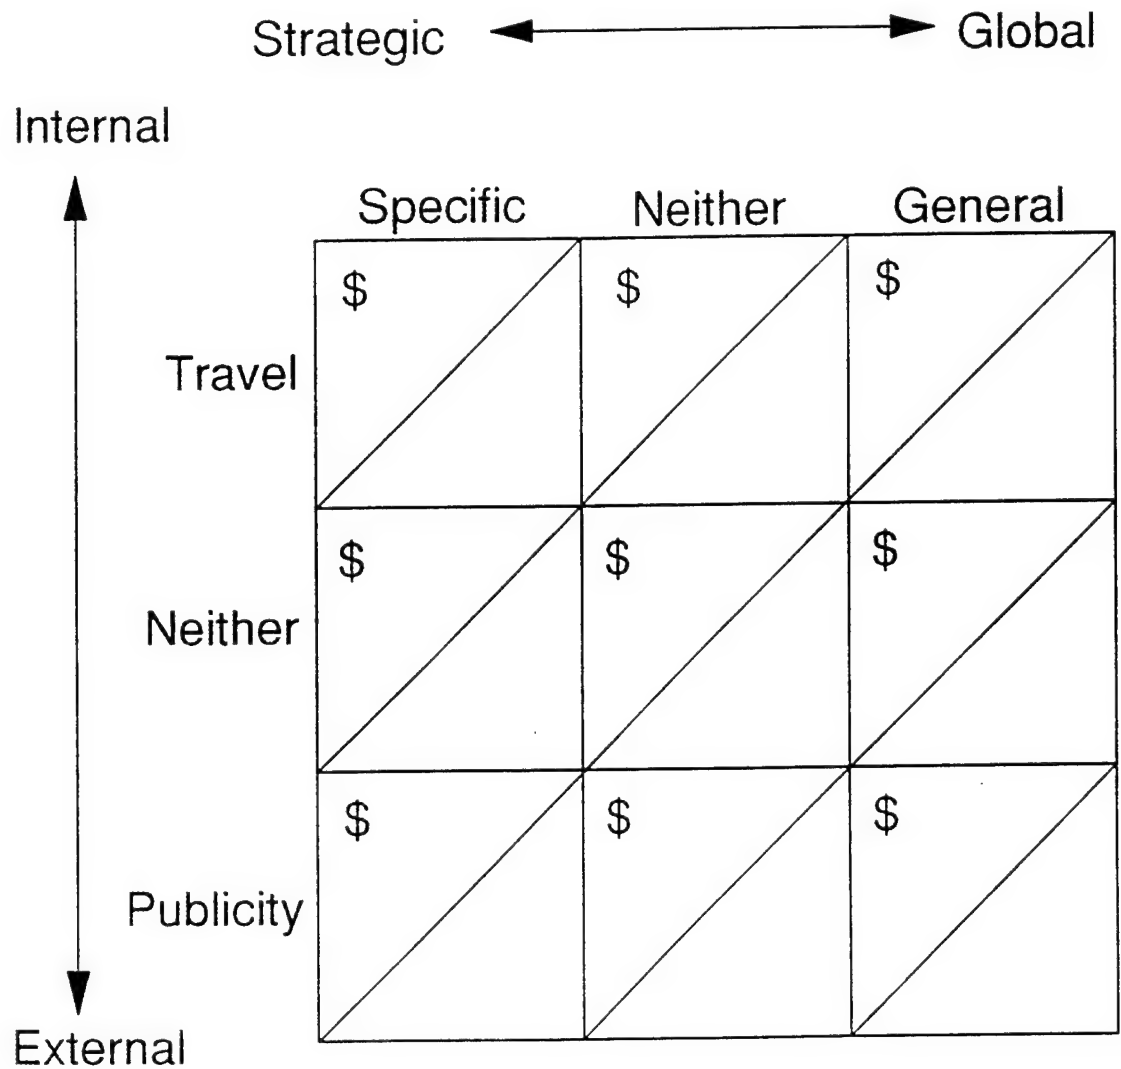 Strategic Global
Internal
Specific Neither General
$ $ $
Travel
$ $ $
Neither
$ $ $
Publicity
External